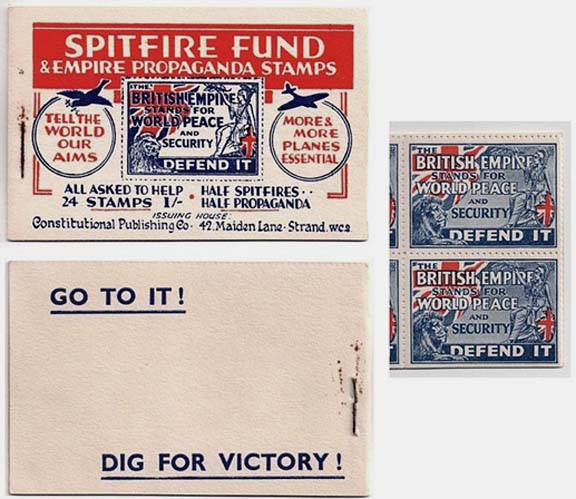 SPITFIRE FUND
& EMPIRE PROPAGANDA STAMPS
TELL THE
WORLD
OUR
AIMS
THE
BRITISH EMPIRE
STANDS FOR
WORLD PEACE
AND
SECURITY
DEFEND IT
MORE &
MORE
PLANES
ESSENTIAL
ALL ASKED TO HELP
24 STAMPS 1/-
HALF SPITFIRES··
HALF PROPAGANDA
ISSUING HOUSE:
Constitutional Publishing Co· 42, Maiden Lane·Strand. W.C.2.
GO TO IT!
DIG FOR VICTORY!
THE
BRITISH EMPIRE
STANDS FOR
WORLD PEACE
AND
SECURITY
DEFEND IT
THE
BRITISH EMPIRE
STANDS FOR
WORLD PEACE
AND
SECURITY
DEFEND IT